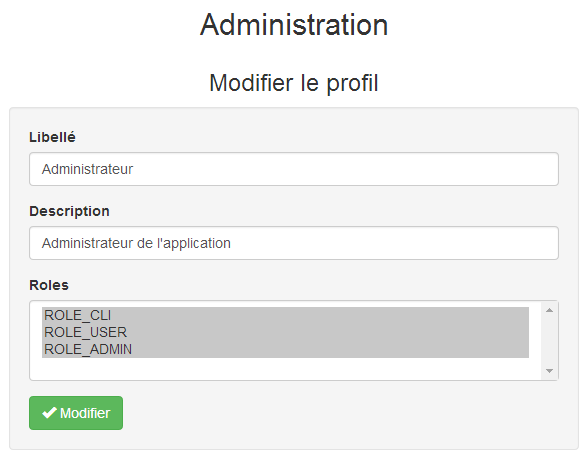 Administration
Modifier le profil
Libellé
Administrateur
Description
Administrateur de l'application
Roles
ROLE_CLI
ROLE_USER
ROLE_ADMIN
Modifier